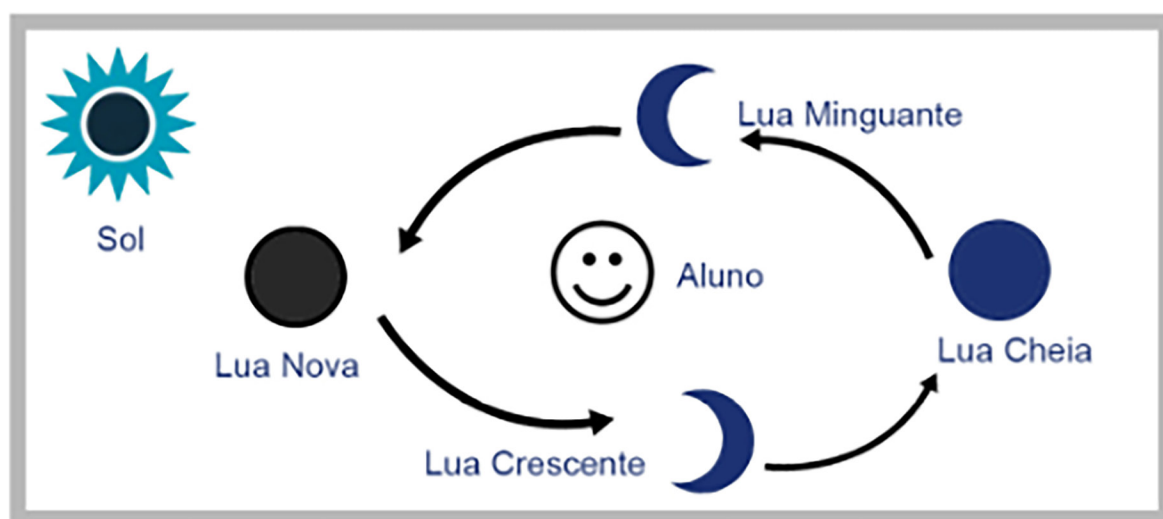 Lua Minguante
Sol
Aluno
Lua Nova
Lua Cheia
Lua Crescente